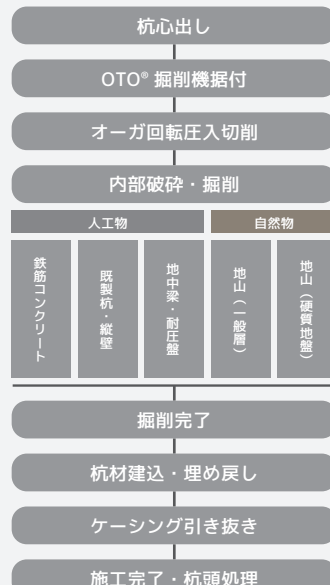 杭心出し
OTO® 掘削機据付
オーガ回転圧入切削
内部破砕・掘削
人工物
自然物
鉄筋コンクリート
既製杭・縦壁
地中梁・耐圧盤
地山（一般層）
地山（硬質地盤）
掘削完了
杭材建込・埋め戻し
ケーシング引き抜き
施工完了・杭頭処理